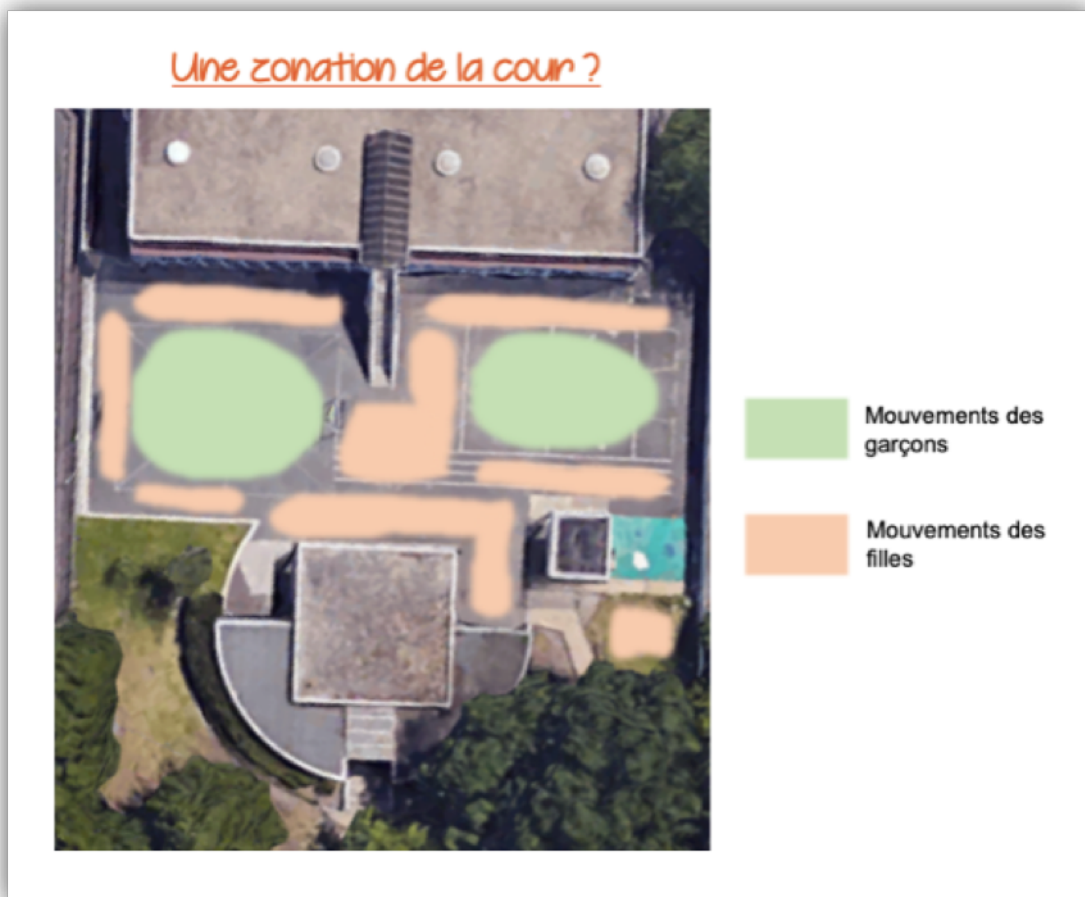 Une zonation de la cour ?
Mouvements des
garçons
Mouvements des
filles